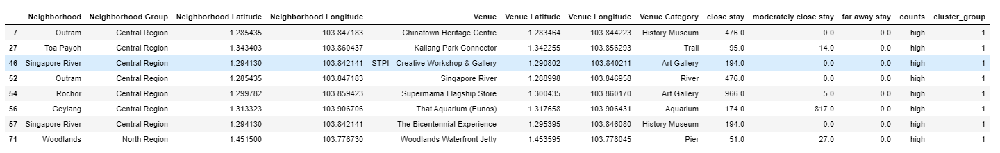 Neighborhood Neighborhood Group Neighborhood Latitude Neighborhood Longitude Venue Venue Latitude Venue Longitude Venue Category close stay moderately close stay far away stay counts cluster_group
7 Outram Central Region 1.285435 103.847183 Chinatown Heritage Centre 1.283464 103.844223 History Museum 476.0 0.0 0.0 high 1
27 Toa Payoh Central Region 1.343403 103.860437 Kallang Park Connector 1.342255 103.856293 Trail 95.0 14.0 0.0 high 1
46 Singapore River Central Region 1.294130 103.842141 STPI - Creative Workshop & Gallery 1.290802 103.840211 Art Gallery 194.0 0.0 0.0 high 1
52 Outram Central Region 1.285435 103.847183 Singapore River 1.288998 103.846958 River 476.0 0.0 0.0 high 1
54 Rochor Central Region 1.299782 103.859423 Supermama Flagship Store 1.300435 103.860170 Art Gallery 966.0 5.0 0.0 high 1
56 Geylang Central Region 1.313323 103.906706 That Aquarium (Eunos) 1.317658 103.906431 Aquarium 174.0 817.0 0.0 high 1
57 Singapore River Central Region 1.294130 103.842141 The Bicentennial Experience 1.295395 103.846080 History Museum 194.0 0.0 0.0 high 1
71 Woodlands North Region 1.451500 103.776730 Woodlands Waterfront Jetty 1.453595 103.778045 Pier 51.0 27.0 0.0 high 1